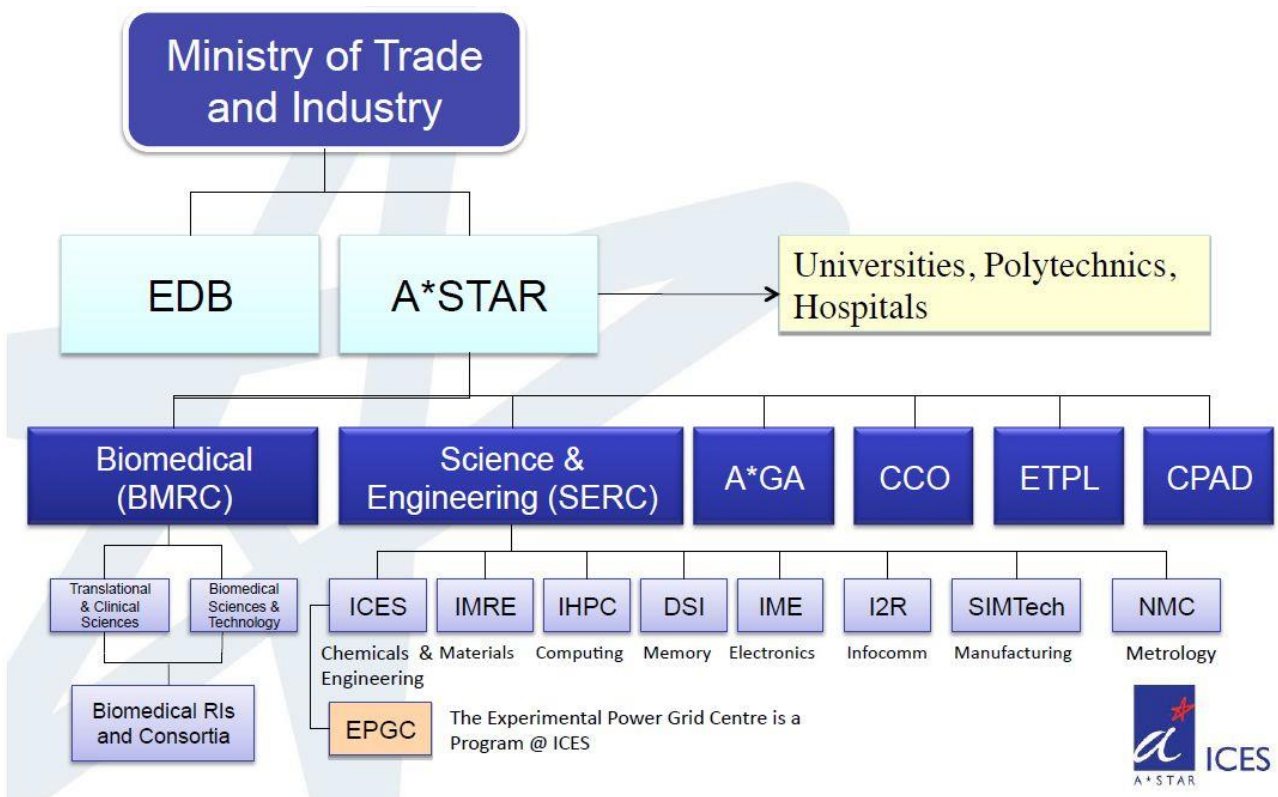 Ministry of Trade
and Industry
EDB
A*STAR
Universities, Polytechnics,
Hospitals
Biomedical
(BMRC)
Science &
Engineering (SERC)
A*GA
CCO
ETPL
CPAD
Translational
& Clinical
Sciences
Biomedical
Sciences &
Technology
ICES
IMRE
IHPC
DSI
IME
I2R
SIMTech
NMC
Chemicals &
Engineering
Materials
Computing
Memory
Electronics
Infocomm
Manufacturing
Metrology
Biomedical RIs
and Consortia
EPGC
The Experimental Power Grid Centre is a
Program @ ICES
a
A*STAR
ICES